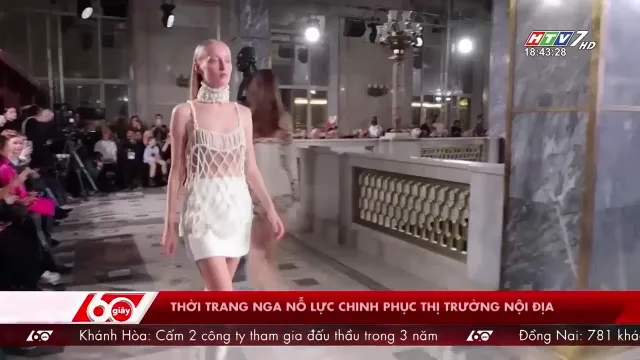 HTV7 HD
18:43:28
60 giây
THỜI TRANG NGA NỖ LỰC CHINH PHỤC THỊ TRƯỜNG NỘI ĐỊA
60s Khánh Hòa: Cấm 2 công ty tham gia đấu thầu trong 3 năm 60s Đồng Nai: 781 khá